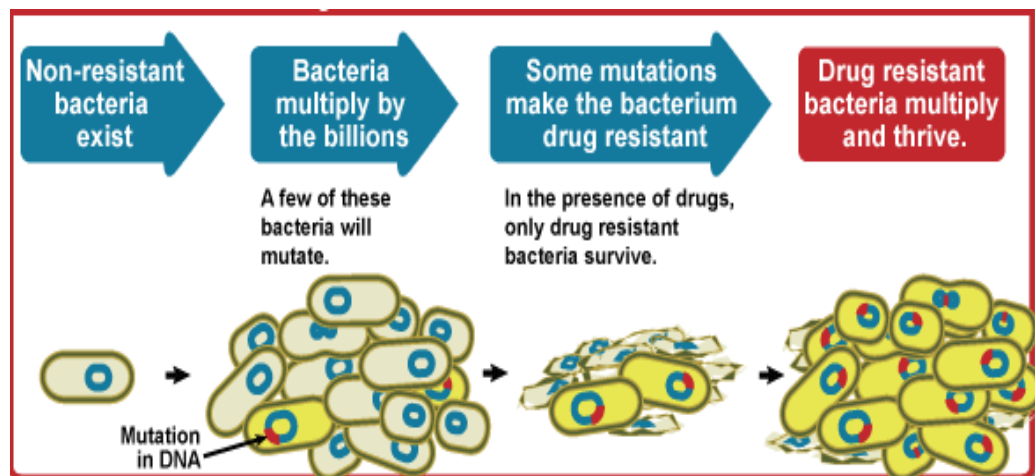 Non-resistant
bacteria
exist
Bacteria
multiply by
the billions
Some mutations
make the bacterium
drug resistant
Drug resistant
bacteria multiply
and thrive.
A few of these
bacteria will
mutate.
In the presence of drugs,
only drug resistant
bacteria survive.
Mutation
in DNA